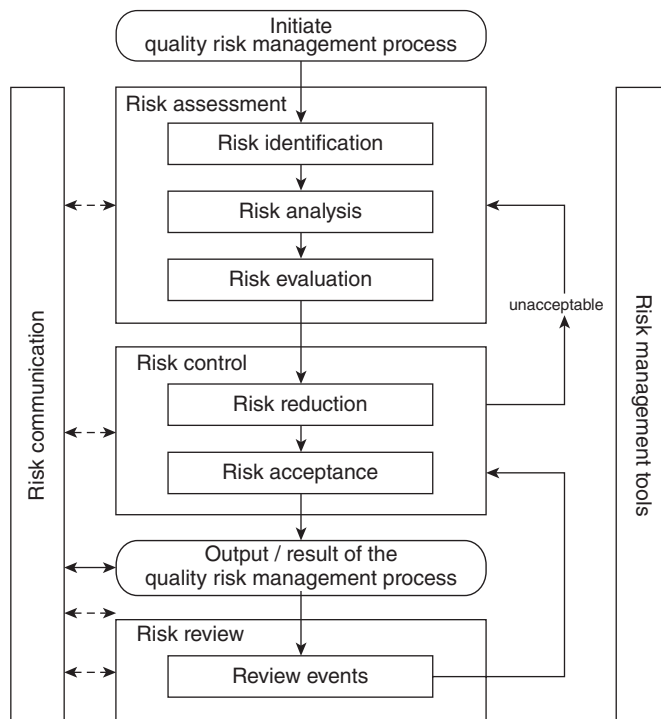 Initiate
quality risk management process
Risk assessment
Risk identification
Risk analysis
Risk evaluation
unacceptable
Risk control
Risk reduction
Risk acceptance
Output / result of the
quality risk management process
Risk review
Review events
Risk communication
Risk management tools